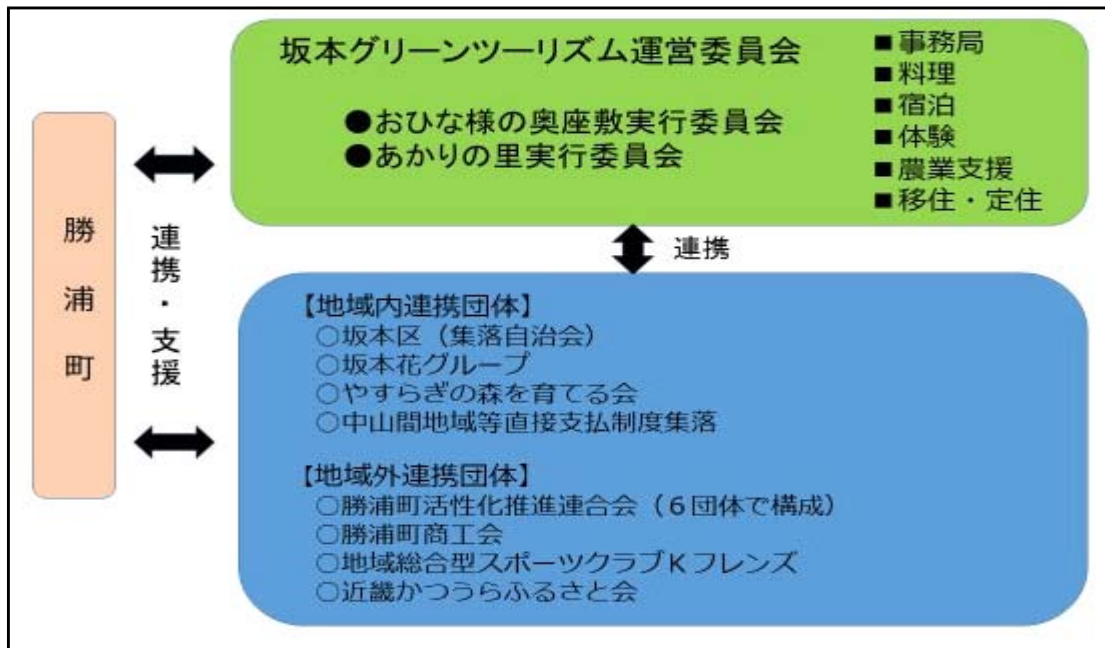 坂本グリーンツーリズム運営委員会
●おひな様の奥座敷実行委員会
●あかりの里実行委員会
■事務局
■料理
■宿泊
■体験
■農業支援
■移住・定住
勝浦町
連携・支援
連携
【地域内連携団体】
○坂本区(集落自治会)
○坂本花グループ
○やすらぎの森を育てる会
○中山間地域等直接支払制度集落
【地域外連携団体】
○勝浦町活性化推進連合会(6団体で構成)
○勝浦町商工会
○地域総合型スポーツクラブKフレンズ
○近畿かつうらふるさと会